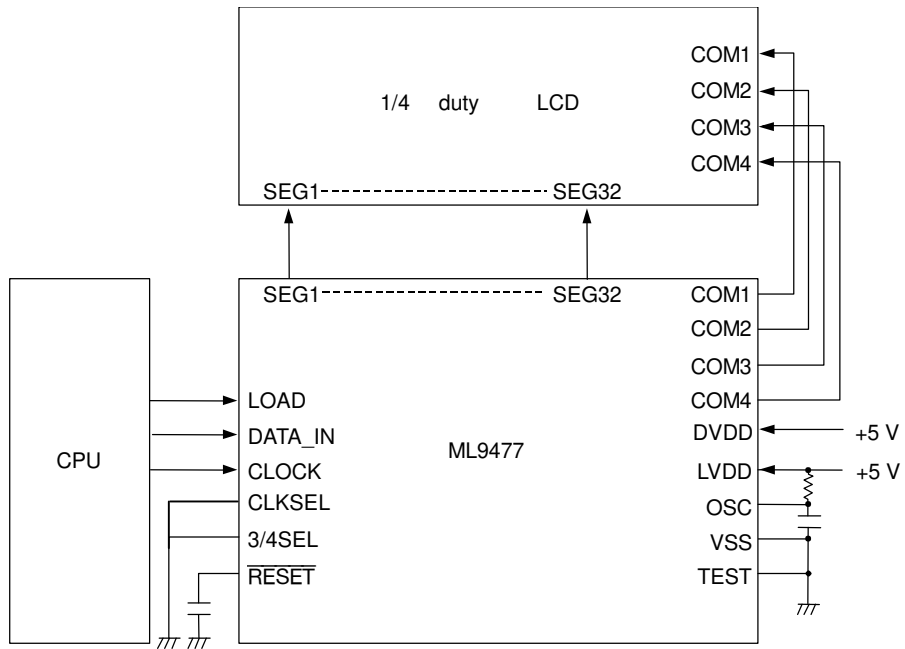 COM1
COM2
1/4 duty LCD
COM3
COM4
SEG1 SEG32
SEG1 SEG32
COM1
COM2
COM3
LOAD
COM4
DATA_IN
DVDD
+5 V
CPU
ML9477
CLOCK
LVDD
+5 V
CLKSEL
OSC
3/4SEL
VSS
RESET
TEST